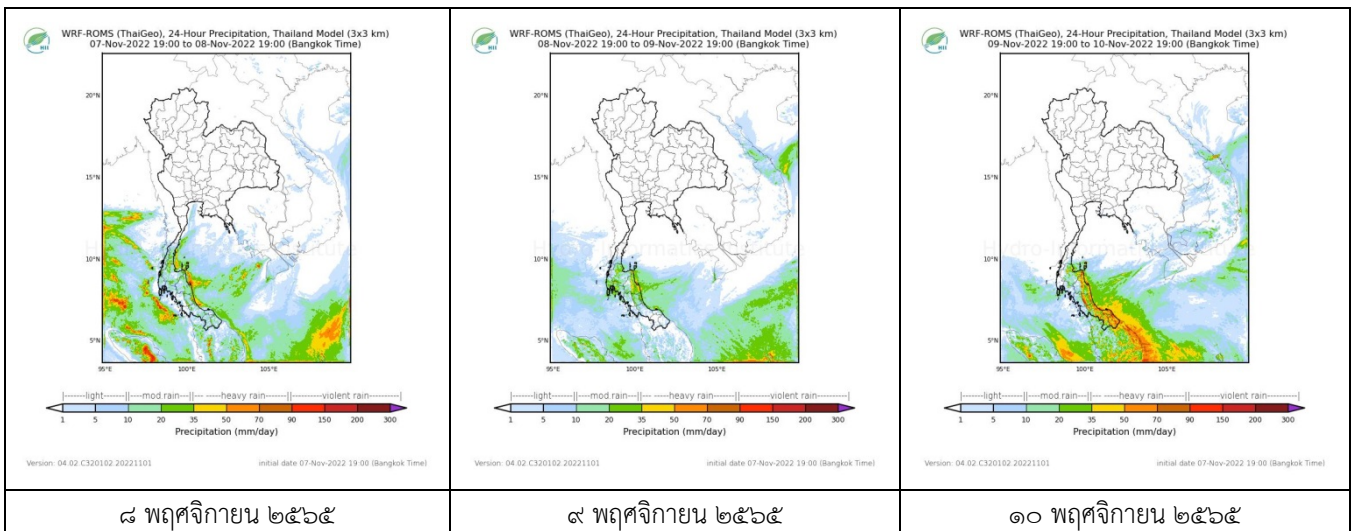 WRF-ROMS (ThaiGeo), 24-Hour Precipitation, Thailand Model (3x3 km)
07-Nov-2022 19:00 to 08-Nov-2022 19:00 (Bangkok Time)
HII
20°N
15°N
10°N
5°N
95°E 100°E 105°E
Hydro-Informatics Institute
|-------light-----||---mod rain--||--- ---heavy rain------||---------violent rain-------|
1 5 10 20 35 50 70 90 150 200 300
Precipitation (mm/day)
Version: 04.02.C320102.20221101 initial date 07-Nov-2022 19:00 (Bangkok Time)
๘ พฤศจิกายน ๒๕๖๕
WRF-ROMS (ThaiGeo), 24-Hour Precipitation, Thailand Model (3x3 km)
08-Nov-2022 19:00 to 09-Nov-2022 19:00 (Bangkok Time)
HII
20°N
15°N
10°N
5°N
95°E 100°E 105°E
Hydro-Informatics Institute
|-------light-----||---mod rain--||--- ---heavy rain------||---------violent rain-------|
1 5 10 20 35 50 70 90 150 200 300
Precipitation (mm/day)
Version: 04.02.C320102.20221101 initial date 07-Nov-2022 19:00 (Bangkok Time)
๙ พฤศจิกายน ๒๕๖๕
WRF-ROMS (ThaiGeo), 24-Hour Precipitation, Thailand Model (3x3 km)
09-Nov-2022 19:00 to 10-Nov-2022 19:00 (Bangkok Time)
HII
20°N
15°N
10°N
5°N
95°E 100°E 105°E
Hydro-Informatics Institute
|-------light-----||---mod rain--||--- ---heavy rain------||---------violent rain-------|
1 5 10 20 35 50 70 90 150 200 300
Precipitation (mm/day)
Version: 04.02.C320102.20221101 initial date 07-Nov-2022 19:00 (Bangkok Time)
๑๐ พฤศจิกายน ๒๕๖๕